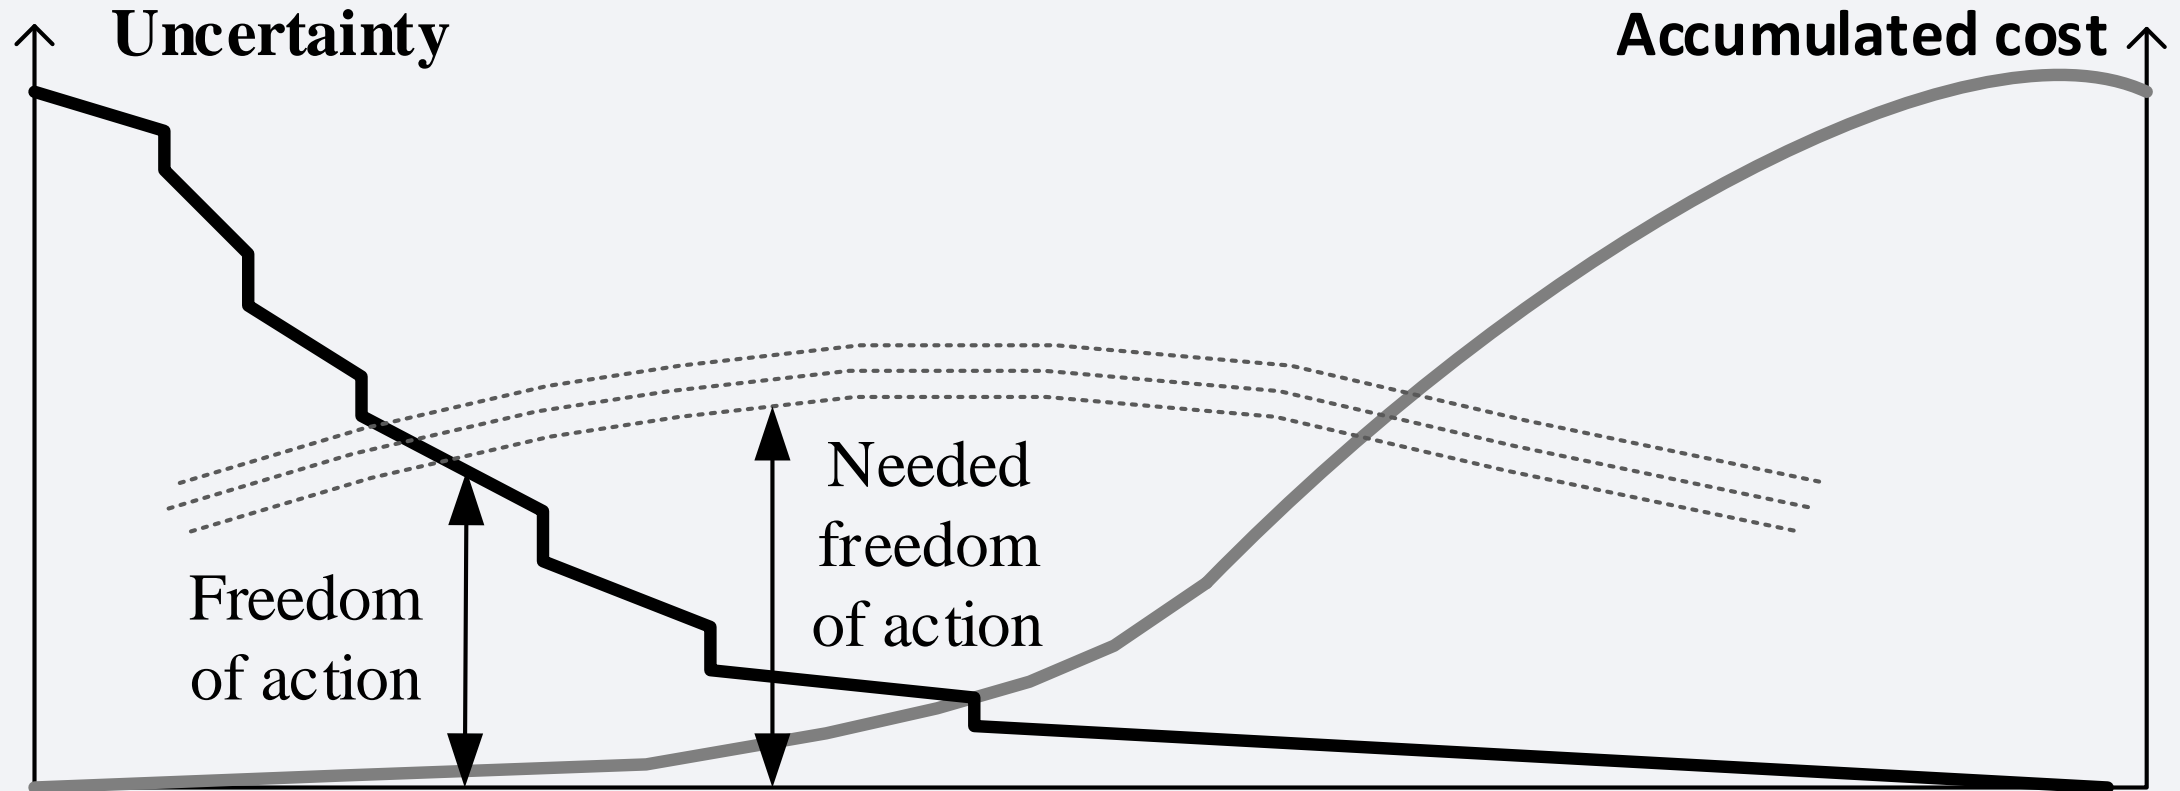 Uncertainty
Accumulated cost
Needed
freedom
of action
Freedom
of action